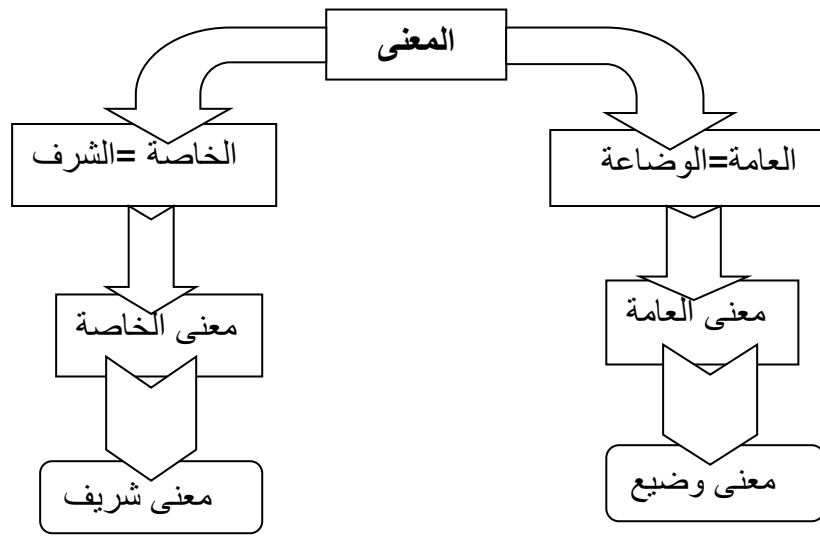 المعنى
العامة=الوضاعة
الخاصة =الشرف
معنى العامة
معنى الخاصة
معنى وضيع
معنى شريف